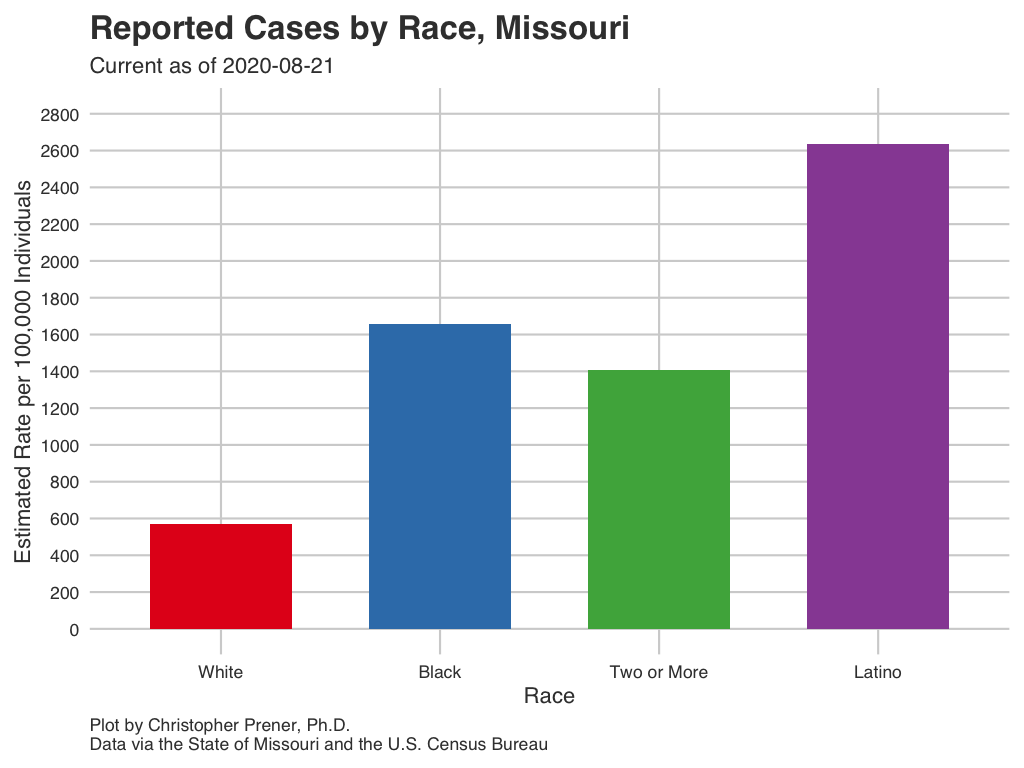 Reported Cases by Race, Missouri
Current as of 2020-08-21
Estimated Rate per 100,000 Individuals
2800
2600
2400
2200
2000
1800
1600
1400
1200
1000
800
600
400
200
0
White
Black
Two or More
Latino
Race
Plot by Christopher Prener, Ph.D.
Data via the State of Missouri and the U.S. Census Bureau